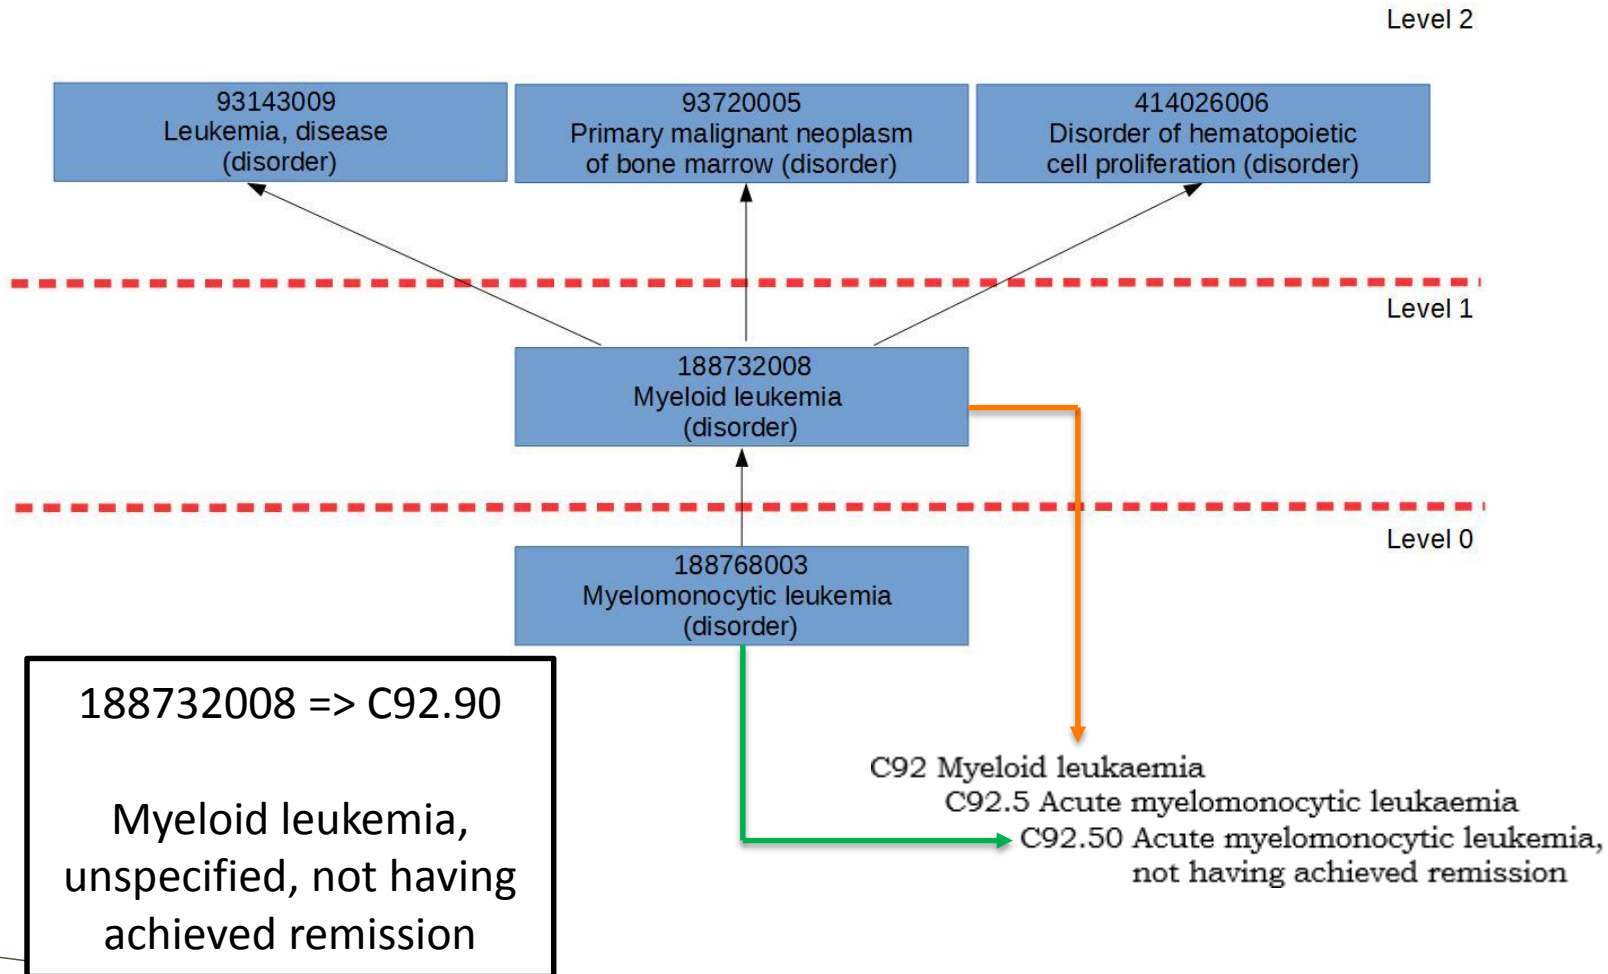 Level 2
93143009
Leukemia, disease
(disorder)
93720005
Primary malignant neoplasm
of bone marrow (disorder)
414026006
Disorder of hematopoietic
cell proliferation (disorder)
Level 1
188732008
Myeloid leukemia
(disorder)
Level 0
188768003
Myelomonocytic leukemia
(disorder)
188732008 => C92.90
Myeloid leukemia,
unspecified, not having
achieved remission
C92 Myeloid leukaemia
C92.5 Acute myelomonocytic leukaemia
C92.50 Acute myelomonocytic leukemia,
not having achieved remission